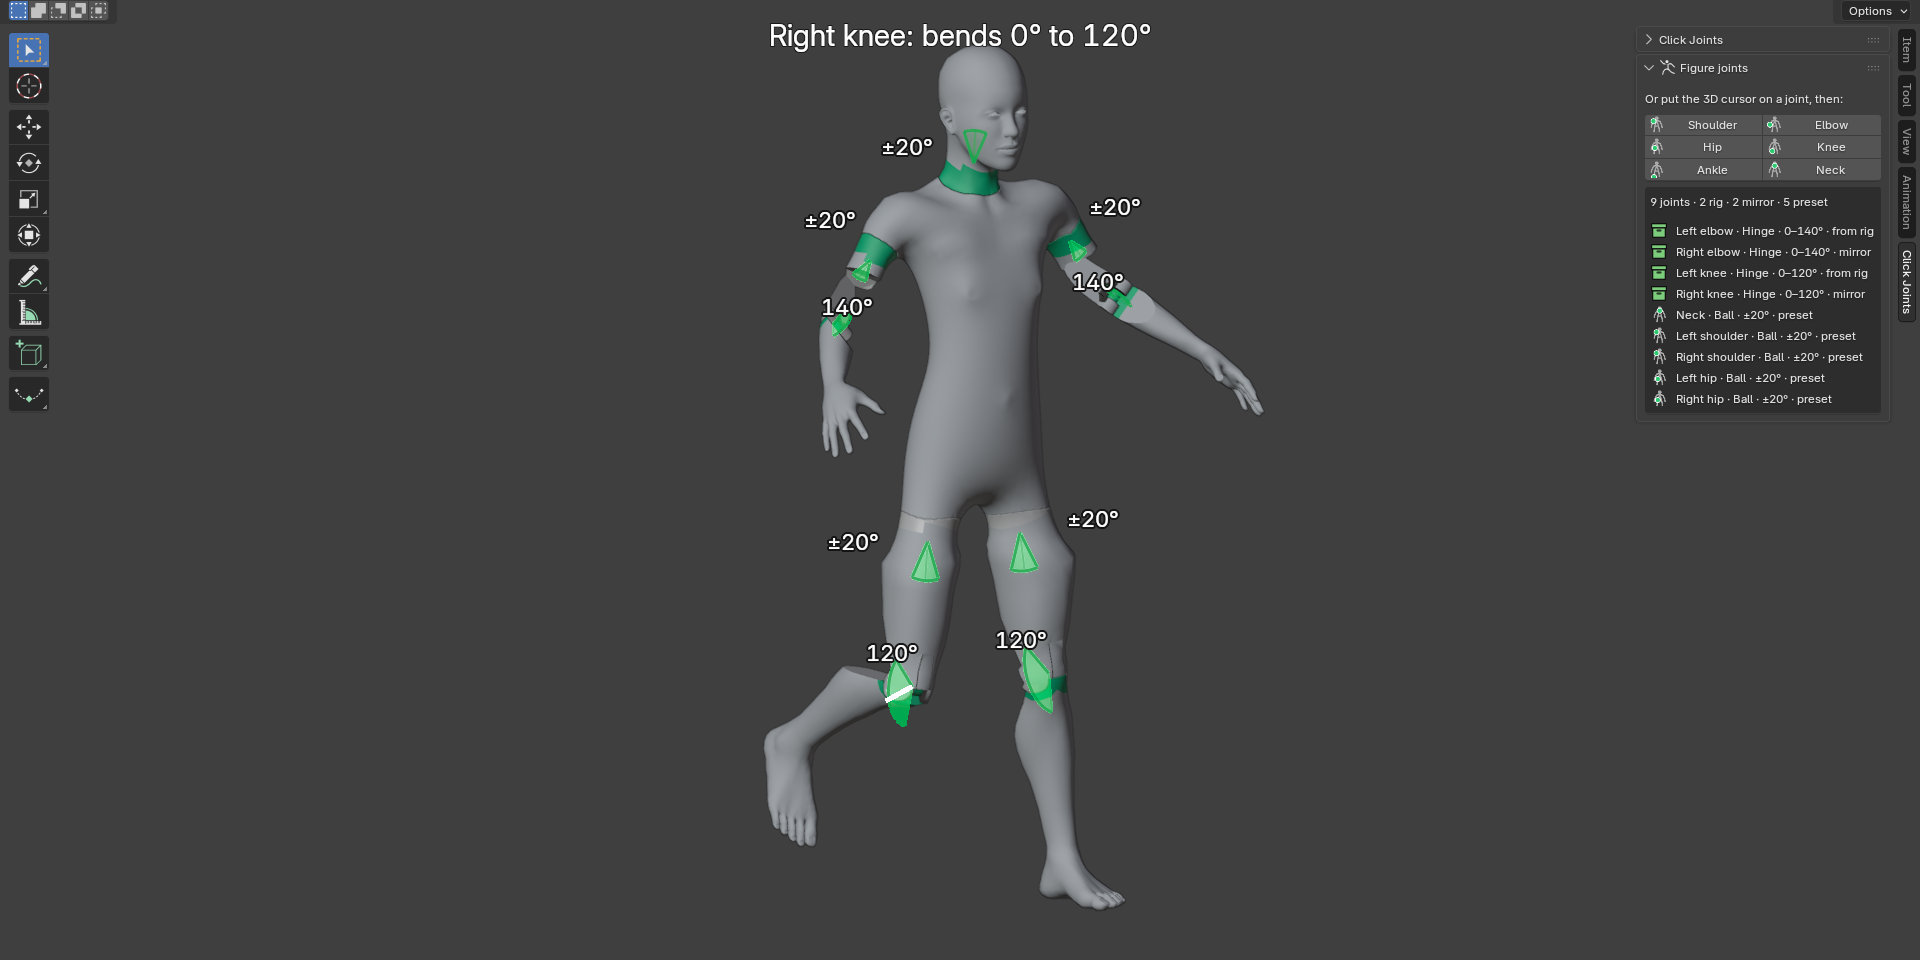 Options
Right knee: bends 0° to 120°
Click Joints
Figure joints
Or put the 3D cursor on a joint, then:
Shoulder
Elbow
Hip
Knee
Ankle
Neck
9 joints · 2 rig · 2 mirror · 5 preset
Left elbow · Hinge · 0–140° · from rig
Right elbow · Hinge · 0–140° · mirror
Left knee · Hinge · 0–120° · from rig
Right knee · Hinge · 0–120° · mirror
Neck · Ball · ±20° · preset
Left shoulder · Ball · ±20° · preset
Right shoulder · Ball · ±20° · preset
Left hip · Ball · ±20° · preset
Right hip · Ball · ±20° · preset
Item
Tool
View
Animation
Click Joints
±20°
±20°
±20°
140°
140°
±20°
±20°
120°
120°